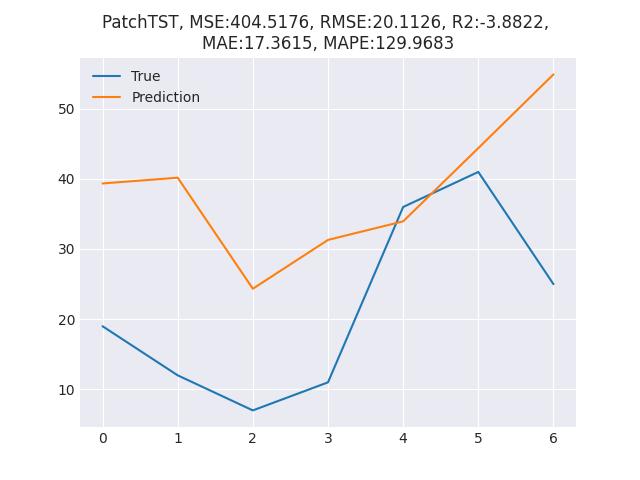 PatchTST, MSE:404.5176, RMSE:20.1126, R2:-3.8822,
MAE:17.3615, MAPE:129.9683
True
Prediction
50
40
30
20
10
0 1 2 3 4 5 6